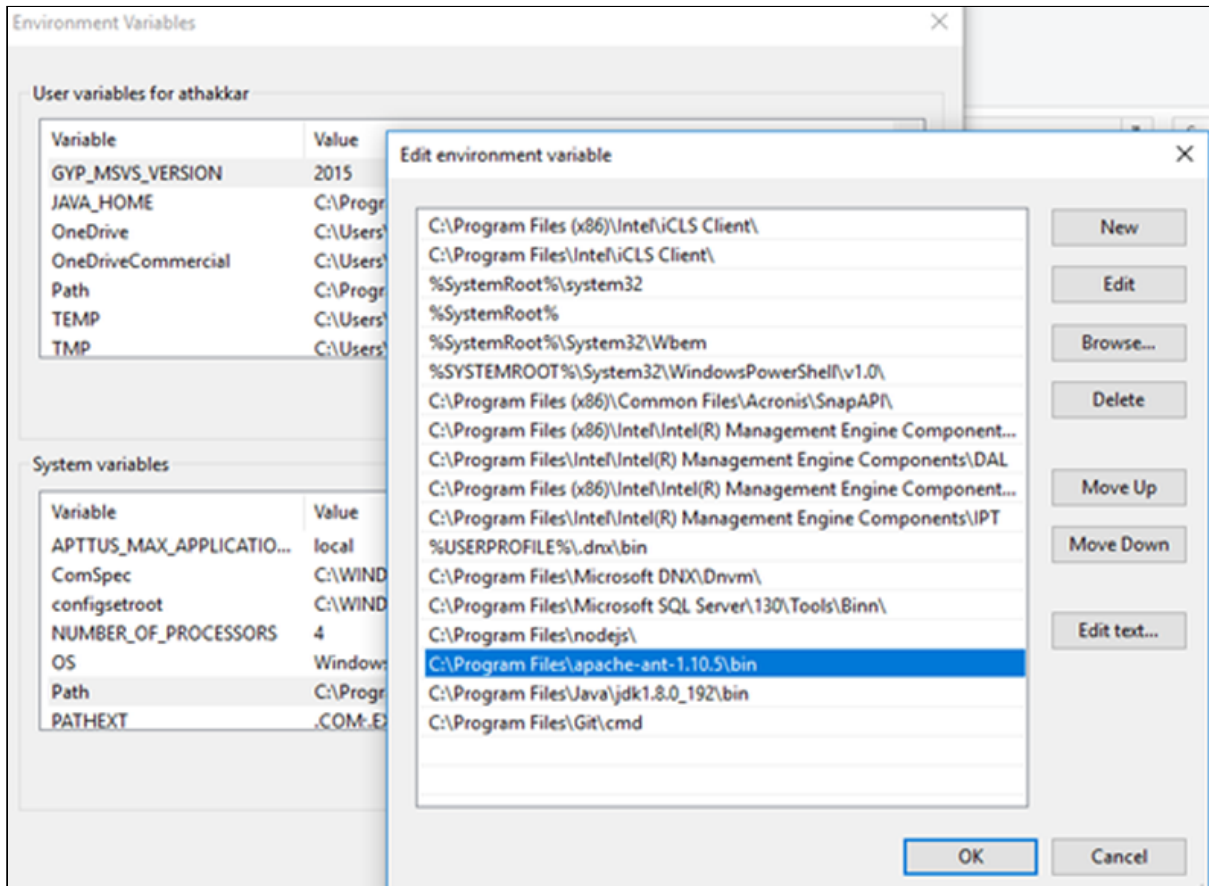 Environment Variables
User variables for athakkar
Variable Value
GYP_MSVS_VERSION 2015
JAVA_HOME C:\Progr
OneDrive C:\Users\
OneDriveCommercial C:\Users\
Path C:\Progr
TEMP C:\Users\
TMP C:\Users\
System variables
Variable Value
APTTUS_MAX_APPLICATIO... local
ComSpec C:\WIND
configsetroot C:\WIND
NUMBER_OF_PROCESSORS 4
OS Window
Path C:\Progr
PATHEXT .COM;.E
Edit environment variable
C:\Program Files (x86)\Intel\iCLS Client\
C:\Program Files\Intel\iCLS Client\
%SystemRoot%\system32
%SystemRoot%
%SystemRoot%\System32\Wbem
%SYSTEMROOT%\System32\WindowsPowerShell\v1.0\
C:\Program Files (x86)\Common Files\Acronis\SnapAPI\
C:\Program Files (x86)\Intel\Intel(R) Management Engine Component...
C:\Program Files\Intel\Intel(R) Management Engine Components\DAL
C:\Program Files (x86)\Intel\Intel(R) Management Engine Component...
C:\Program Files\Intel\Intel(R) Management Engine Components\IPT
%USERPROFILE%\.dnx\bin
C:\Program Files\Microsoft DNX\Dnvm\
C:\Program Files\Microsoft SQL Server\130\Tools\Binn\
C:\Program Files\nodejs\
C:\Program Files\apache-ant-1.10.5\bin
C:\Program Files\Java\jdk1.8.0_192\bin
C:\Program Files\Git\cmd
New
Edit
Browse...
Delete
Move Up
Move Down
Edit text...
OK
Cancel